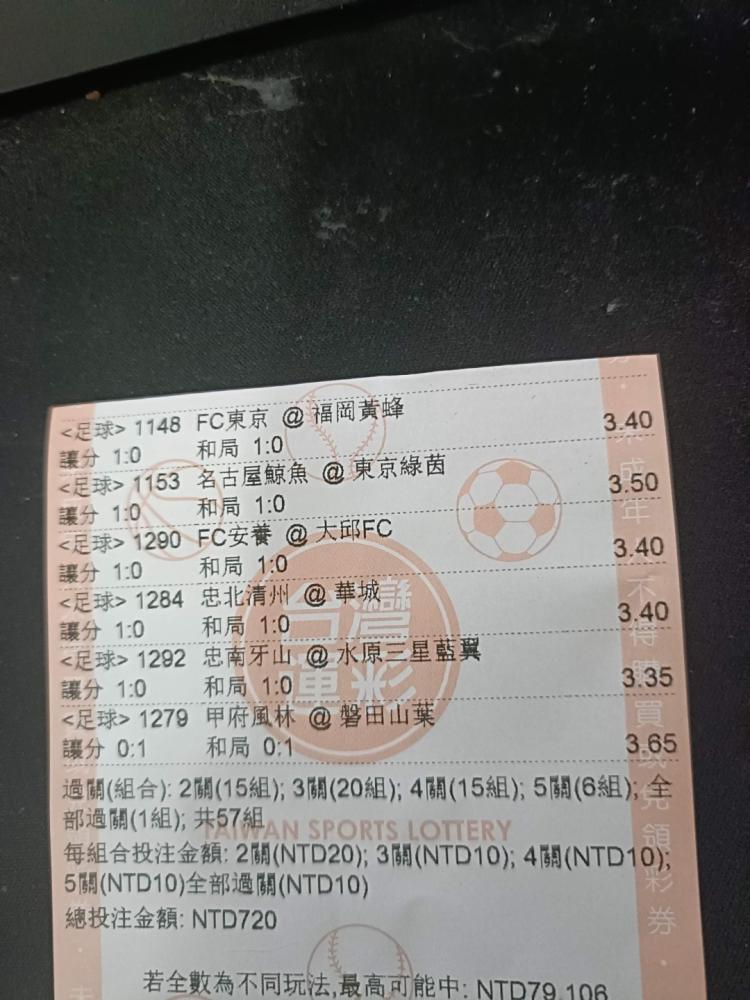 <足球> 1148 FC東京 @ 福岡黃蜂
讓分 1:0 和局 1:0 3.40
<足球> 1153 名古屋鯨魚 @ 東京綠茵
讓分 1:0 和局 1:0 3.50
<足球> 1290 FC安養 @ 大邱FC
讓分 1:0 和局 1:0 3.40
<足球> 1284 忠北清州 @ 華城
讓分 1:0 和局 1:0 3.40
<足球> 1292 忠南牙山 @ 水原三星藍翼
讓分 1:0 和局 1:0 3.35
<足球> 1279 甲府風林 @ 磐田山葉
讓分 0:1 和局 0:1 3.65
過關(組合): 2關(15組); 3關(20組); 4關(15組); 5關(6組); 全
部過關(1組); 共57組
每組合投注金額: 2關(NTD20); 3關(NTD10); 4關(NTD10);
5關(NTD10)全部過關(NTD10)
總投注金額: NTD720
若全數為不同玩法,最高可能中: NTD79,106
台灣
運彩
TAIWAN SPORTS LOTTERY
成年
不得購買或兌領彩券
未